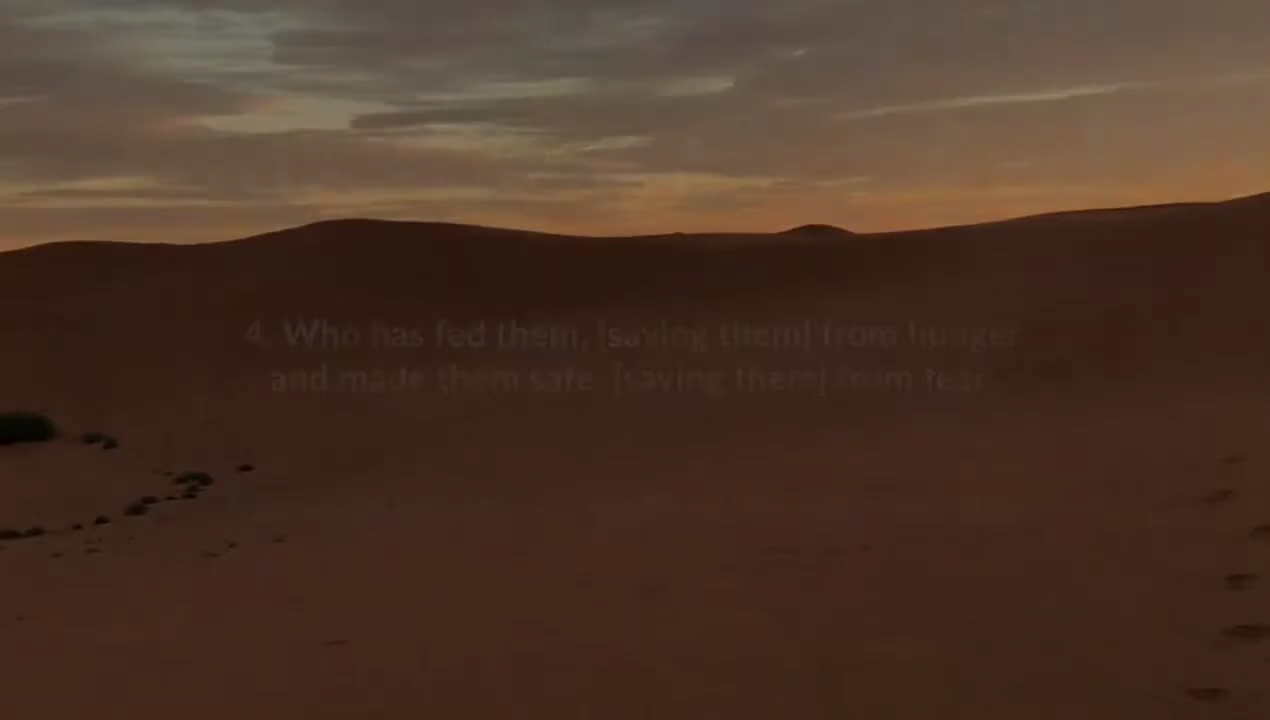 4. Who has fed them, [saving them] from hunger
and made them safe, [saving them] from fear.